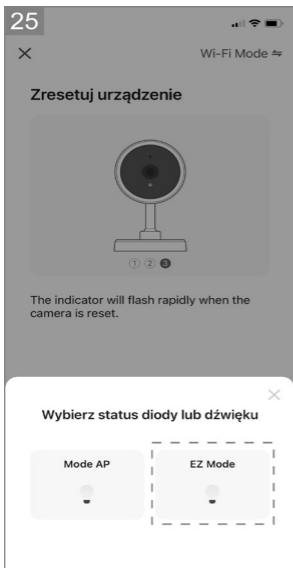 25
Wi-Fi Mode ⇋
Zresetuj urządzenie
1 2 3
The indicator will flash rapidly when the
camera is reset.
Wybierz status diody lub dźwięku
Mode AP EZ Mode